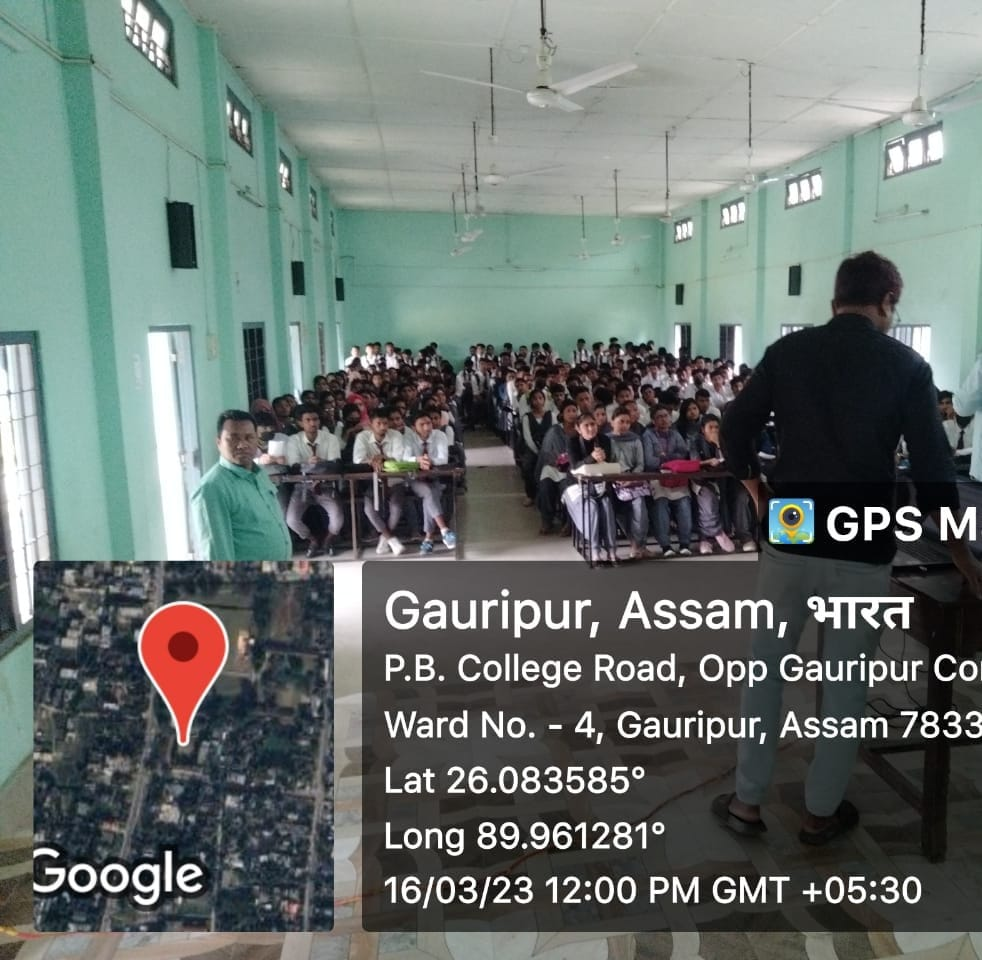 GPS M
Gauripur, Assam, भारत
P.B. College Road, Opp Gauripur
Ward No. - 4, Gauripur, Assam 7833
Lat 26.083585°
Long 89.961281°
16/03/23 12:00 PM GMT +05:30
Google